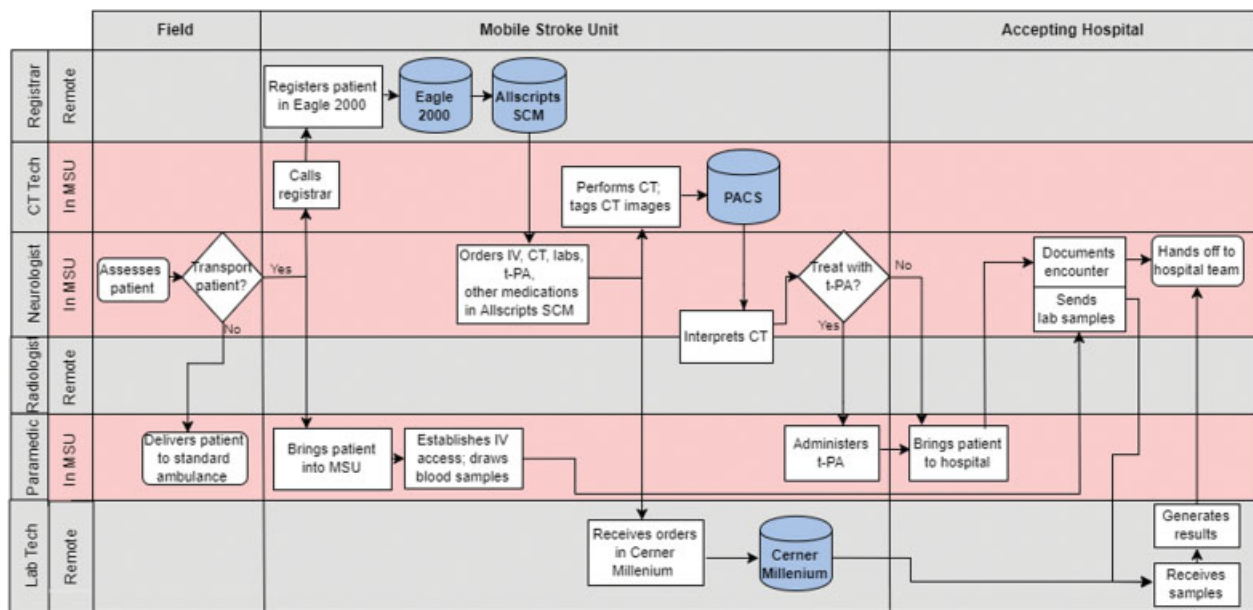 Field
Mobile Stroke Unit
Accepting Hospital
Registrar
Remote
Registers patient
in Eagle 2000
Eagle
2000
Allscripts
SCM
CT Tech
In MSU
Calls
registrar
Performs CT;
tags CT images
PACS
Neurologist
In MSU
Assesses
patient
Transport
patient?
Yes
No
Orders IV, CT, labs,
t-PA,
other medications
in Allscripts SCM
Interprets CT
Treat with
t-PA?
No
Yes
Documents
encounter
Sends
lab samples
Hands off to
hospital team
Radiologist
Remote
Paramedic
In MSU
Delivers patient
to standard
ambulance
Brings patient
into MSU
Establishes IV
access; draws
blood samples
Administers
t-PA
Brings patient
to hospital
Lab Tech
Remote
Receives orders
in Cerner
Millenium
Cerner
Millenium
Generates
results
Receives
samples